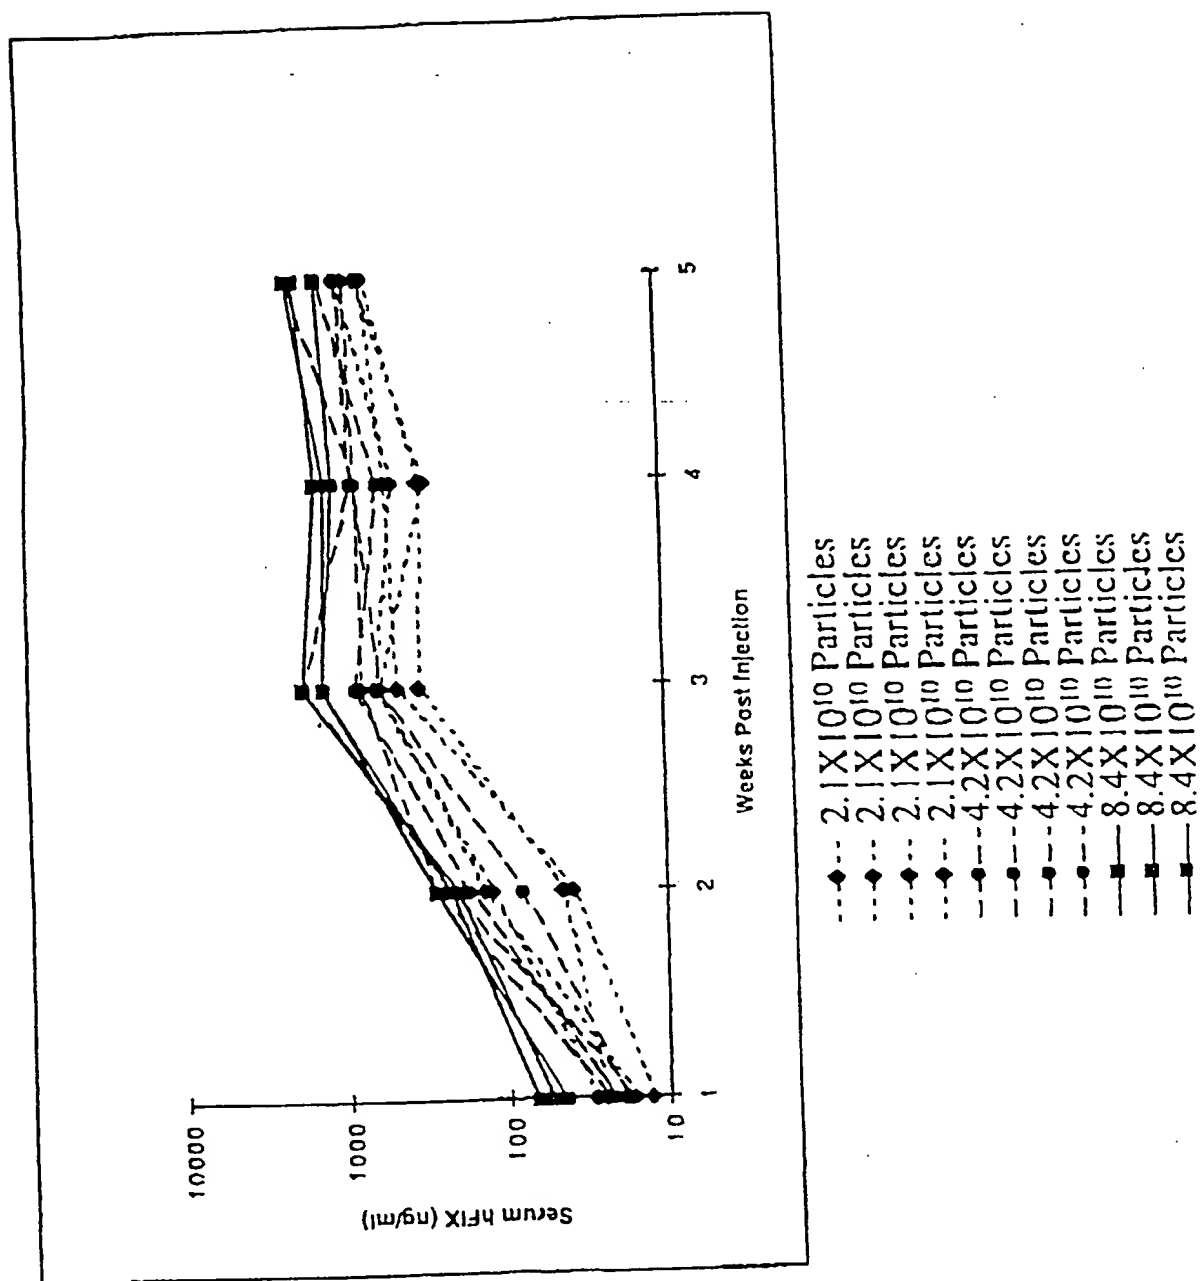 Serum hFIX (ng/ml)
10000
1000
100
10
1
2
3
4
5
Weeks Post Injection
2.1X10¹⁰ Particles
2.1X10¹⁰ Particles
2.1X10¹⁰ Particles
2.1X10¹⁰ Particles
4.2X10¹⁰ Particles
4.2X10¹⁰ Particles
4.2X10¹⁰ Particles
4.2X10¹⁰ Particles
8.4X10¹⁰ Particles
8.4X10¹⁰ Particles
8.4X10¹⁰ Particles